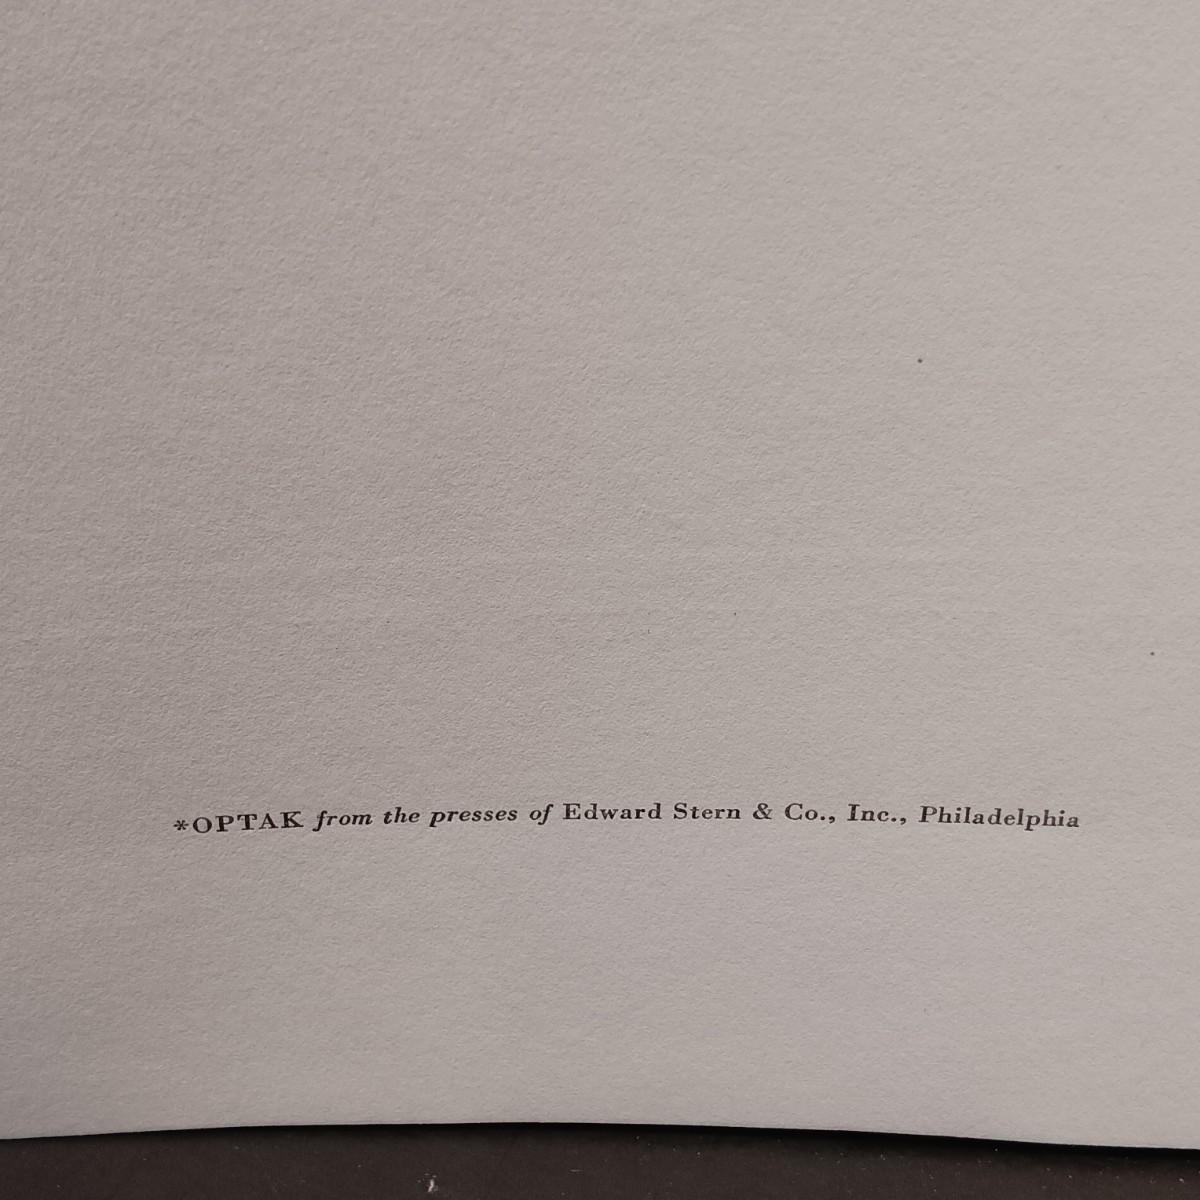 *OPTAK from the presses of Edward Stern & Co., Inc., Philadelphia